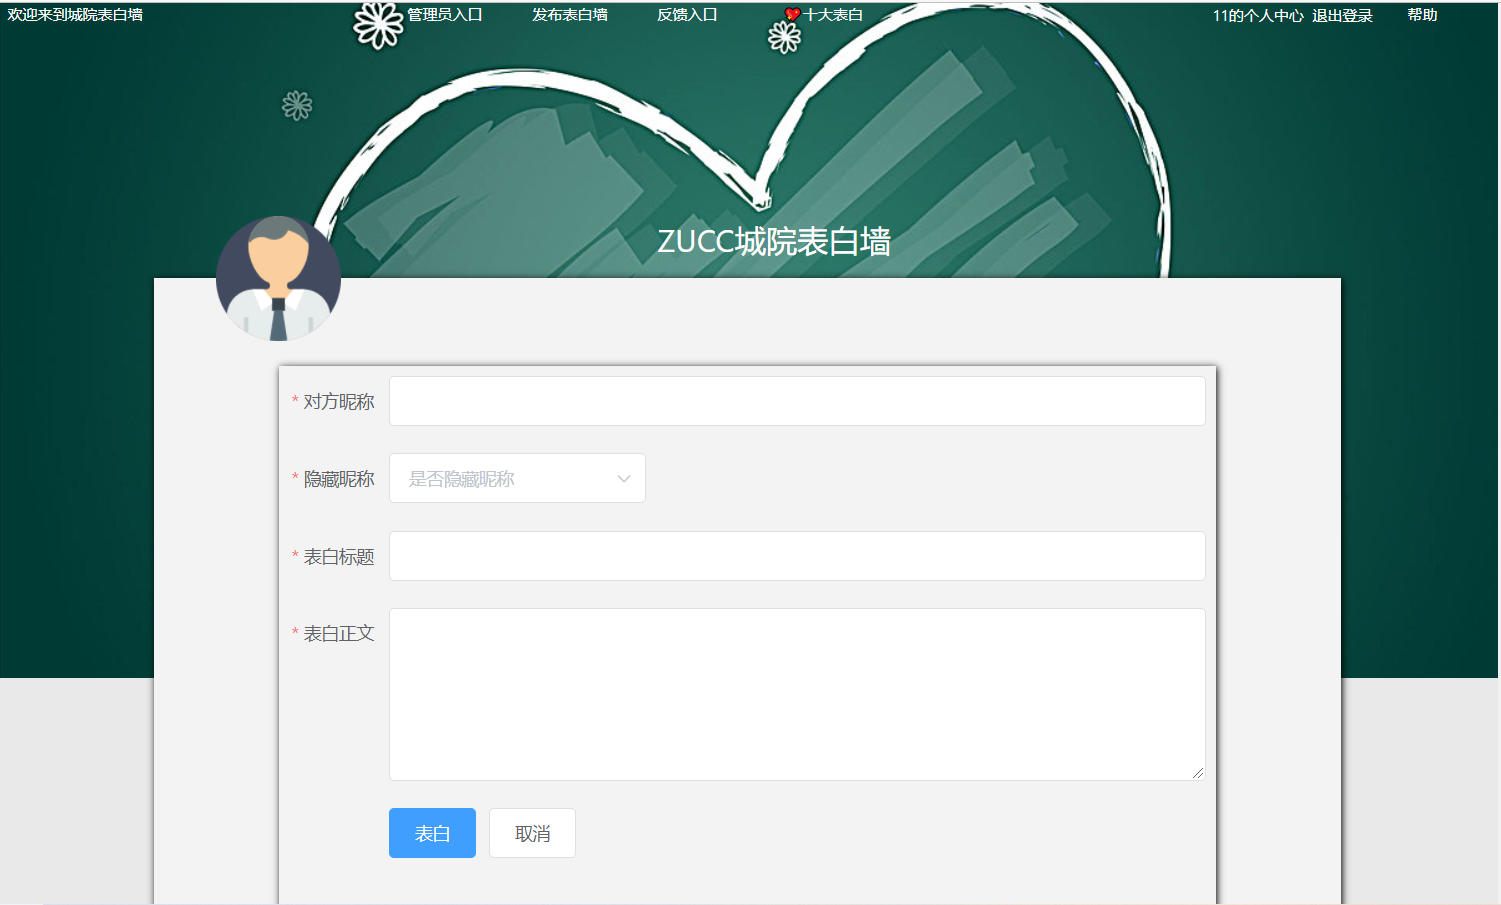 欢迎来到城院表白墙
管理员入口
发布表白墙
反馈入口
十大表白
11的个人中心 退出登录
帮助
ZUCC城院表白墙
* 对方昵称
* 隐藏昵称
是否隐藏昵称
* 表白标题
* 表白正文
表白
取消